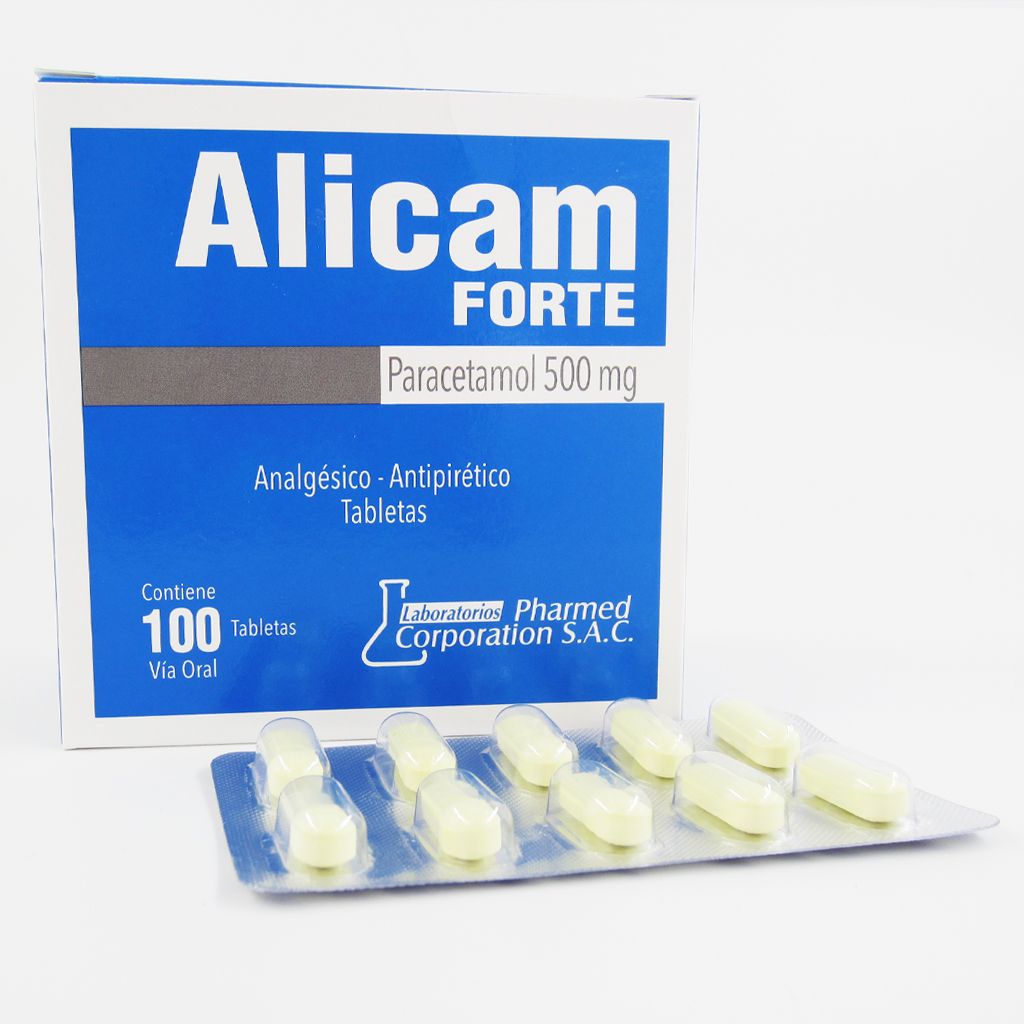 Alicam
FORTE
Paracetamol 500 mg
Analgésico - Antipirético
Tabletas
Contiene
100 Tabletas
Vía Oral
Laboratorios Pharmed
Corporation S.A.C.